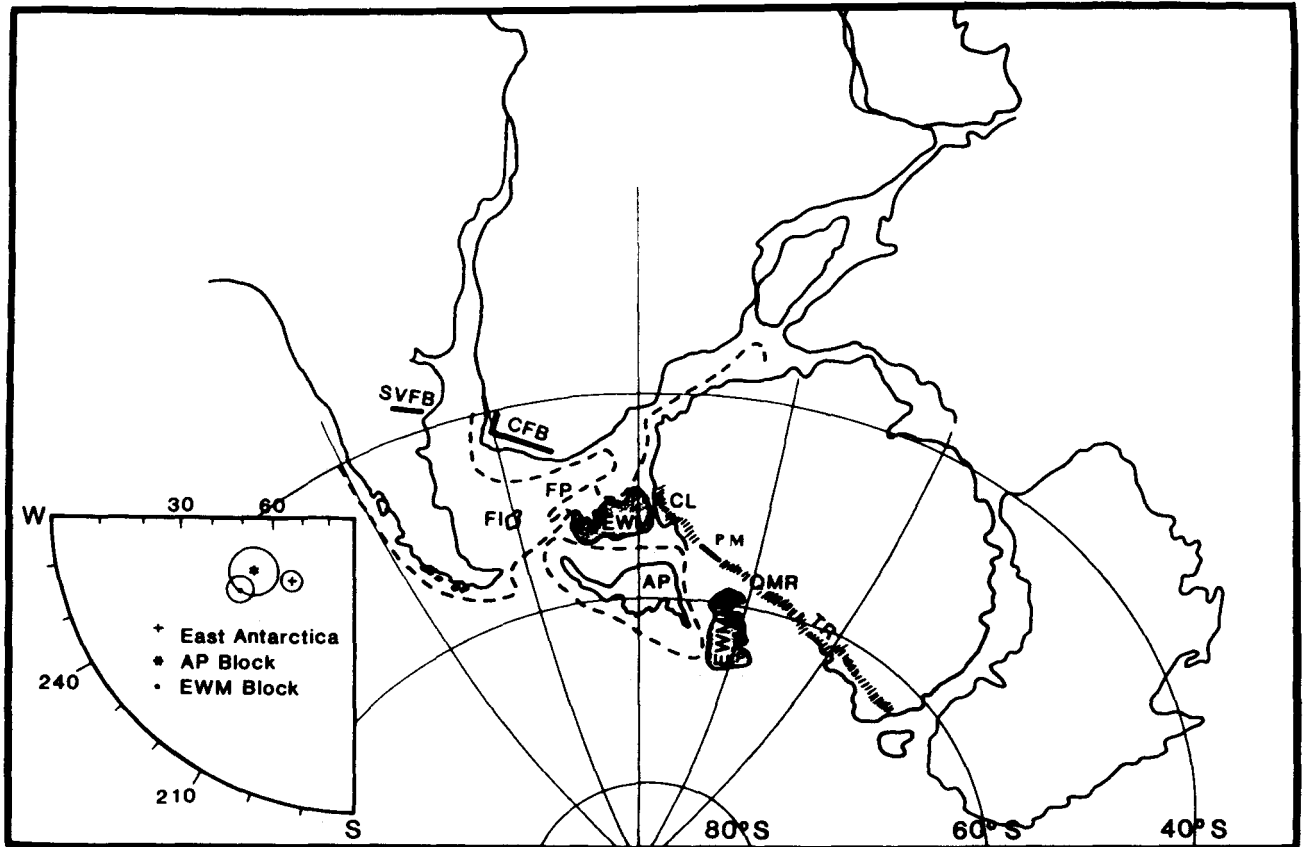 SVFB
CFB
FP
FI
EWM
CL
PM
AP
DMR
TR
EWM
W
30
60
+ East Antarctica
* AP Block
• EWM Block
240
210
S
80°S
60°S
40°S